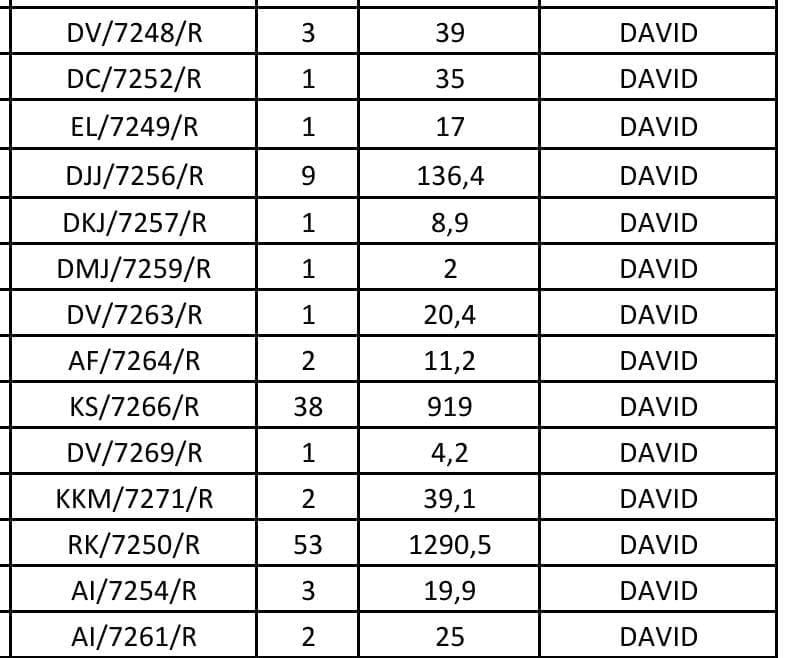 DV/7248/R 3 39 DAVID
DC/7252/R 1 35 DAVID
EL/7249/R 1 17 DAVID
DJJ/7256/R 9 136,4 DAVID
DKJ/7257/R 1 8,9 DAVID
DMJ/7259/R 1 2 DAVID
DV/7263/R 1 20,4 DAVID
AF/7264/R 2 11,2 DAVID
KS/7266/R 38 919 DAVID
DV/7269/R 1 4,2 DAVID
KKM/7271/R 2 39,1 DAVID
RK/7250/R 53 1290,5 DAVID
AI/7254/R 3 19,9 DAVID
AI/7261/R 2 25 DAVID